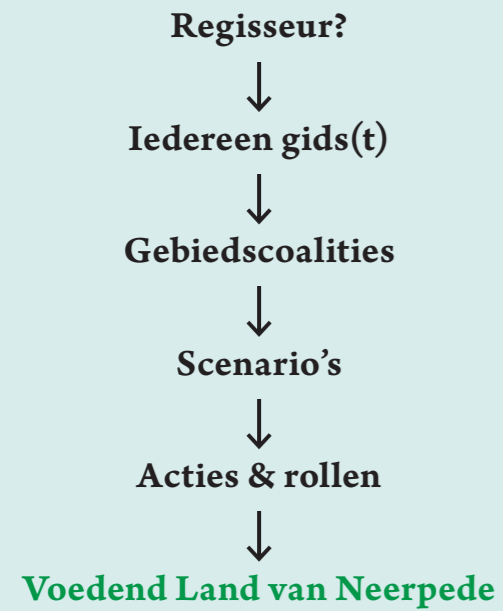 Regisseur?
Iedereen gids(t)
Gebiedscoalities
Scenario’s
Acties & rollen
Voedend Land van Neerpede